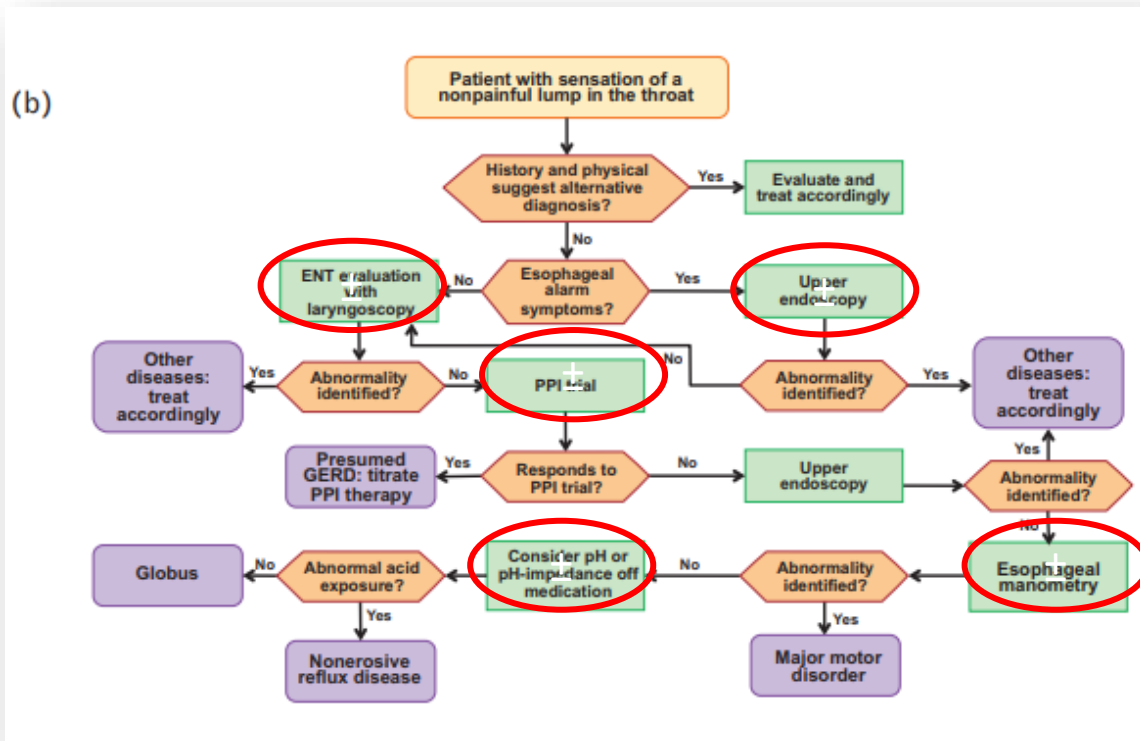 (b)
Patient with sensation of a
nonpainful lump in the throat
History and physical
suggest alternative
diagnosis?
Yes
Evaluate and
treat accordingly
No
ENT evaluation
with
laryngoscopy
No
Esophageal
alarm
symptoms?
Yes
Upper
endoscopy
Other
diseases:
treat
accordingly
Yes
Abnormality
identified?
No
PPI trial
No
Abnormality
identified?
Yes
Other
diseases:
treat
accordingly
Presumed
GERD: titrate
PPI therapy
Yes
Responds to
PPI trial?
No
Upper
endoscopy
Yes
Abnormality
identified?
No
Globus
No
Abnormal acid
exposure?
Consider pH or
pH-impedance off
medication
No
Abnormality
identified?
Esophageal
manometry
Yes
Nonerosive
reflux disease
Yes
Major motor
disorder